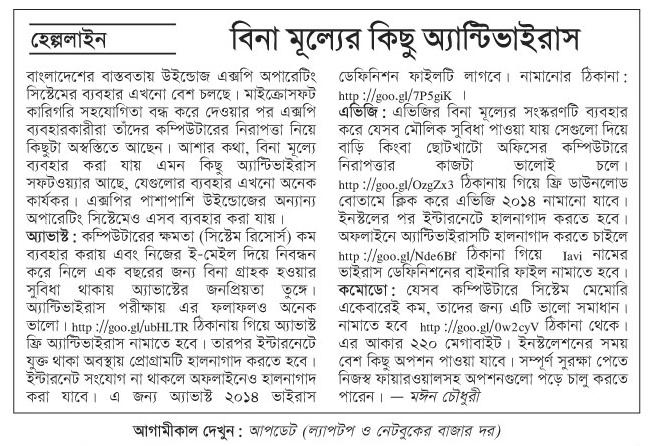 হেল্পলাইন
বিনা মূল্যের কিছু অ্যান্টিভাইরাস
বাংলাদেশের বাস্তবতায় উইন্ডোজ এক্সপি অপারেটিং
সিস্টেমের ব্যবহার এখনো বেশ চলছে। মাইক্রোসফট
কারিগরি সহযোগিতা বন্ধ করে দেওয়ার পর এক্সপি
ব্যবহারকারীরা তাঁদের কম্পিউটারের নিরাপত্তা নিয়ে
কিছুটা অস্বস্তিতে আছেন। আশার কথা, বিনা মূল্যে
ব্যবহার করা যায় এমন কিছু অ্যান্টিভাইরাস
সফটওয়্যার আছে, যেগুলোর ব্যবহার এখনো অনেক
কার্যকর। এক্সপির পাশাপাশি উইন্ডোজের অন্যান্য
অপারেটিং সিস্টেমেও এসব ব্যবহার করা যায়।
অ্যাভাস্ট : কম্পিউটারের ক্ষমতা (সিস্টেম রিসোর্স) কম
ব্যবহার করায় এবং নিজের ই-মেইল দিয়ে নিবন্ধন
করে নিলে এক বছরের জন্য বিনা গ্রাহক হওয়ার
সুবিধা থাকায় অ্যাভাস্টের জনপ্রিয়তা তুঙ্গে।
অ্যান্টিভাইরাস পরীক্ষায় এর ফলাফলও অনেক
ভালো। http://goo.gl/ubHLTR ঠিকানায় গিয়ে অ্যাভাস্ট
ফ্রি অ্যান্টিভাইরাস নামাতে হবে। তারপর ইন্টারনেটে
যুক্ত থাকা অবস্থায় প্রোগ্রামটি হালনাগাদ করতে হবে।
ইন্টারনেট সংযোগ না থাকলে অফলাইনেও হালনাগাদ
করা যাবে। এ জন্য অ্যাভাস্ট ২০১৪ ভাইরাস
ডেফিনিশন ফাইলটি লাগবে। নামানোর ঠিকানা :
http://goo.gl/7P5giK ।
এভিজি : এভিজির বিনা মূল্যের সংস্করণটি ব্যবহার
করে যেসব মৌলিক সুবিধা পাওয়া যায় সেগুলো দিয়ে
বাড়ি কিংবা ছোটখাটো অফিসের কম্পিউটারে
নিরাপত্তার কাজটা ভালোই চলে।
http://goo.gl/OzgZx3 ঠিকানায় গিয়ে ফ্রি ডাউনলোড
বোতামে ক্লিক করে এভিজি ২০১৪ নামানো যাবে।
ইনস্টলের পর ইন্টারনেটে হালনাগাদ করতে হবে।
অফলাইনে অ্যান্টিভাইরাসটি হালনাগাদ করতে চাইলে
http://goo.gl/Nde6Bf ঠিকানা গিয়ে Iavi নামের
ভাইরাস ডেফিনিশনের বাইনারি ফাইল নামাতে হবে।
কমোডো : যেসব কম্পিউটারে সিস্টেম মেমোরি
একেবারেই কম, তাদের জন্য এটি ভালো সমাধান।
নামাতে হবে http://goo.gl/0w2cyV ঠিকানা থেকে।
এর আকার ২২০ মেগাবাইট। ইনস্টলেশনের সময়
বেশ কিছু অপশন পাওয়া যাবে। সম্পূর্ণ সুরক্ষা পেতে
নিজস্ব ফায়ারওয়ালসহ অপশনগুলো পড়ে চালু করতে
পারেন। — মঈন চৌধুরী
আগামীকাল দেখুন : আপডেট (ল্যাপটপ ও নেটবুকের বাজার দর)